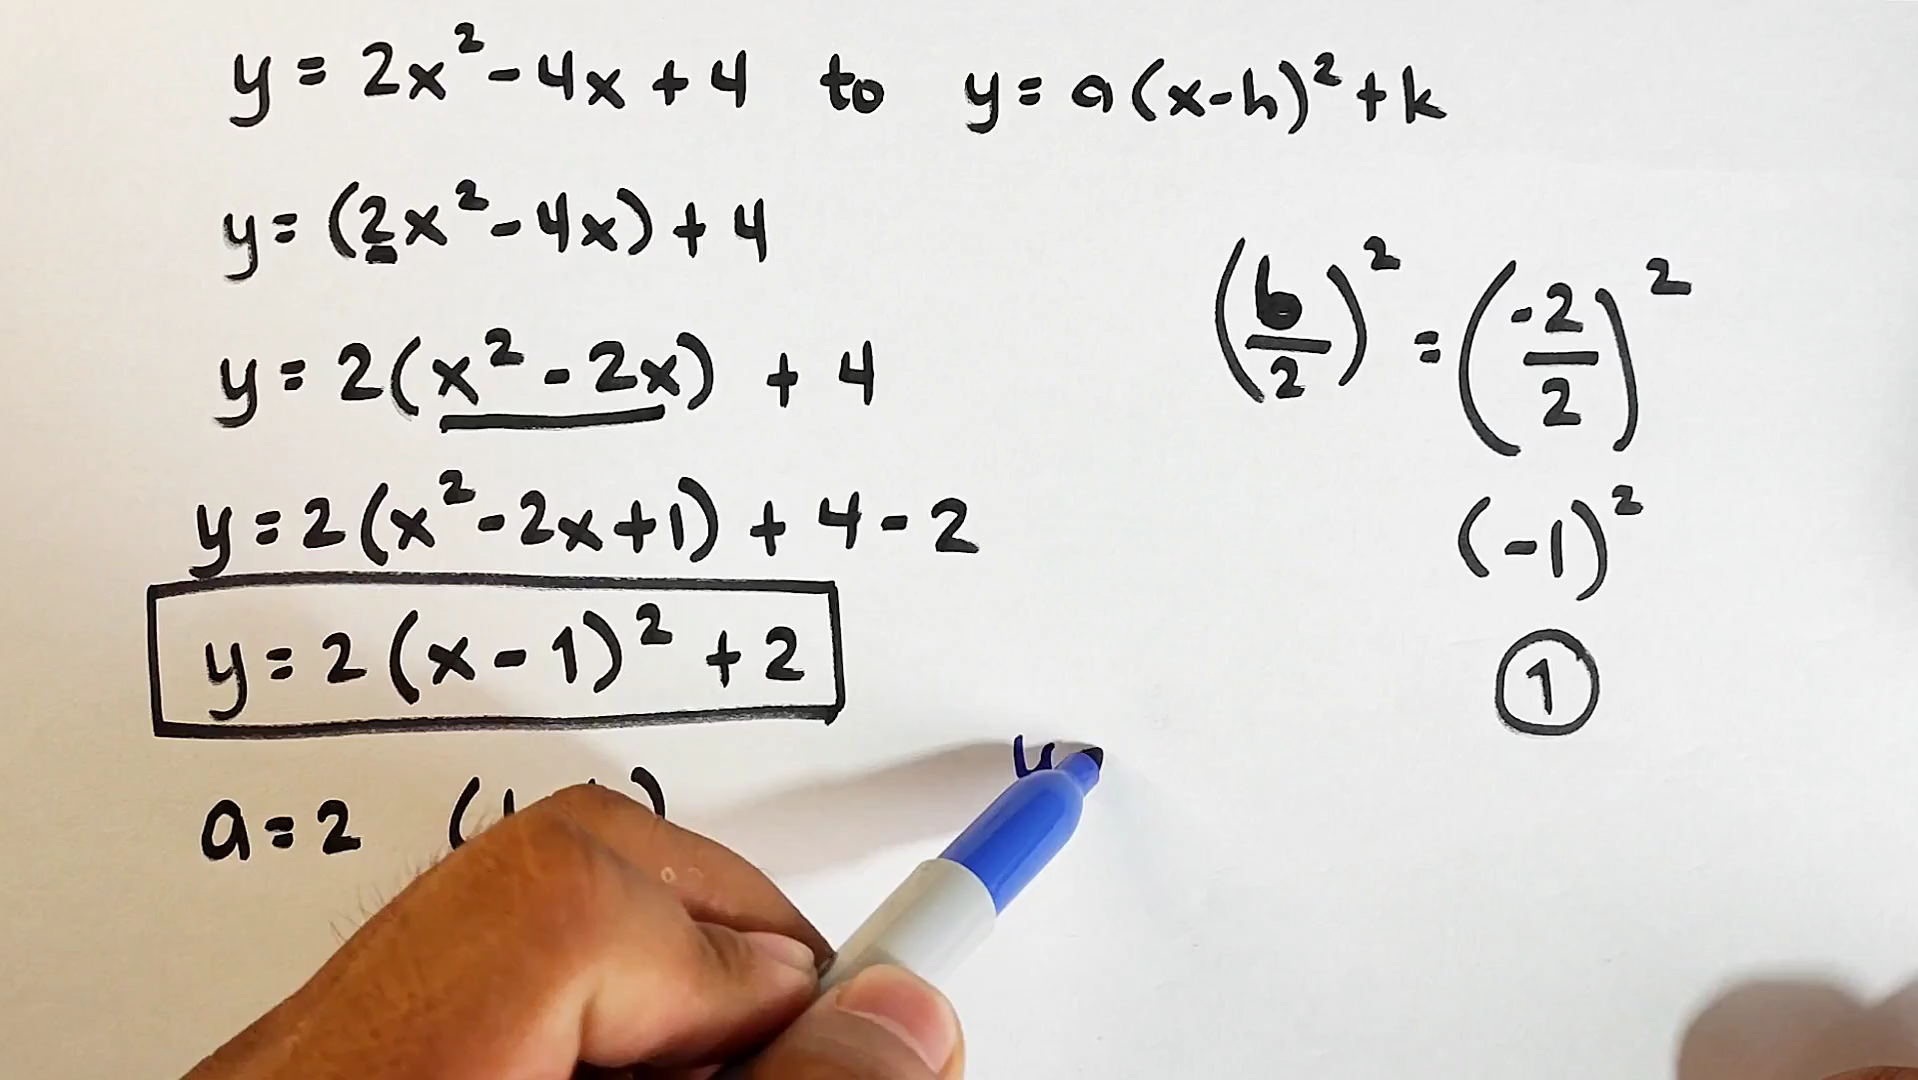 y = 2x² - 4x + 4 to y = a(x-h)² + k
y = (2x² - 4x) + 4
y = 2(x² - 2x) + 4
y = 2(x² - 2x + 1) + 4 - 2
y = 2(x - 1)² + 2
a = 2
(b/2)² = (-2/2)²
(-1)²
1